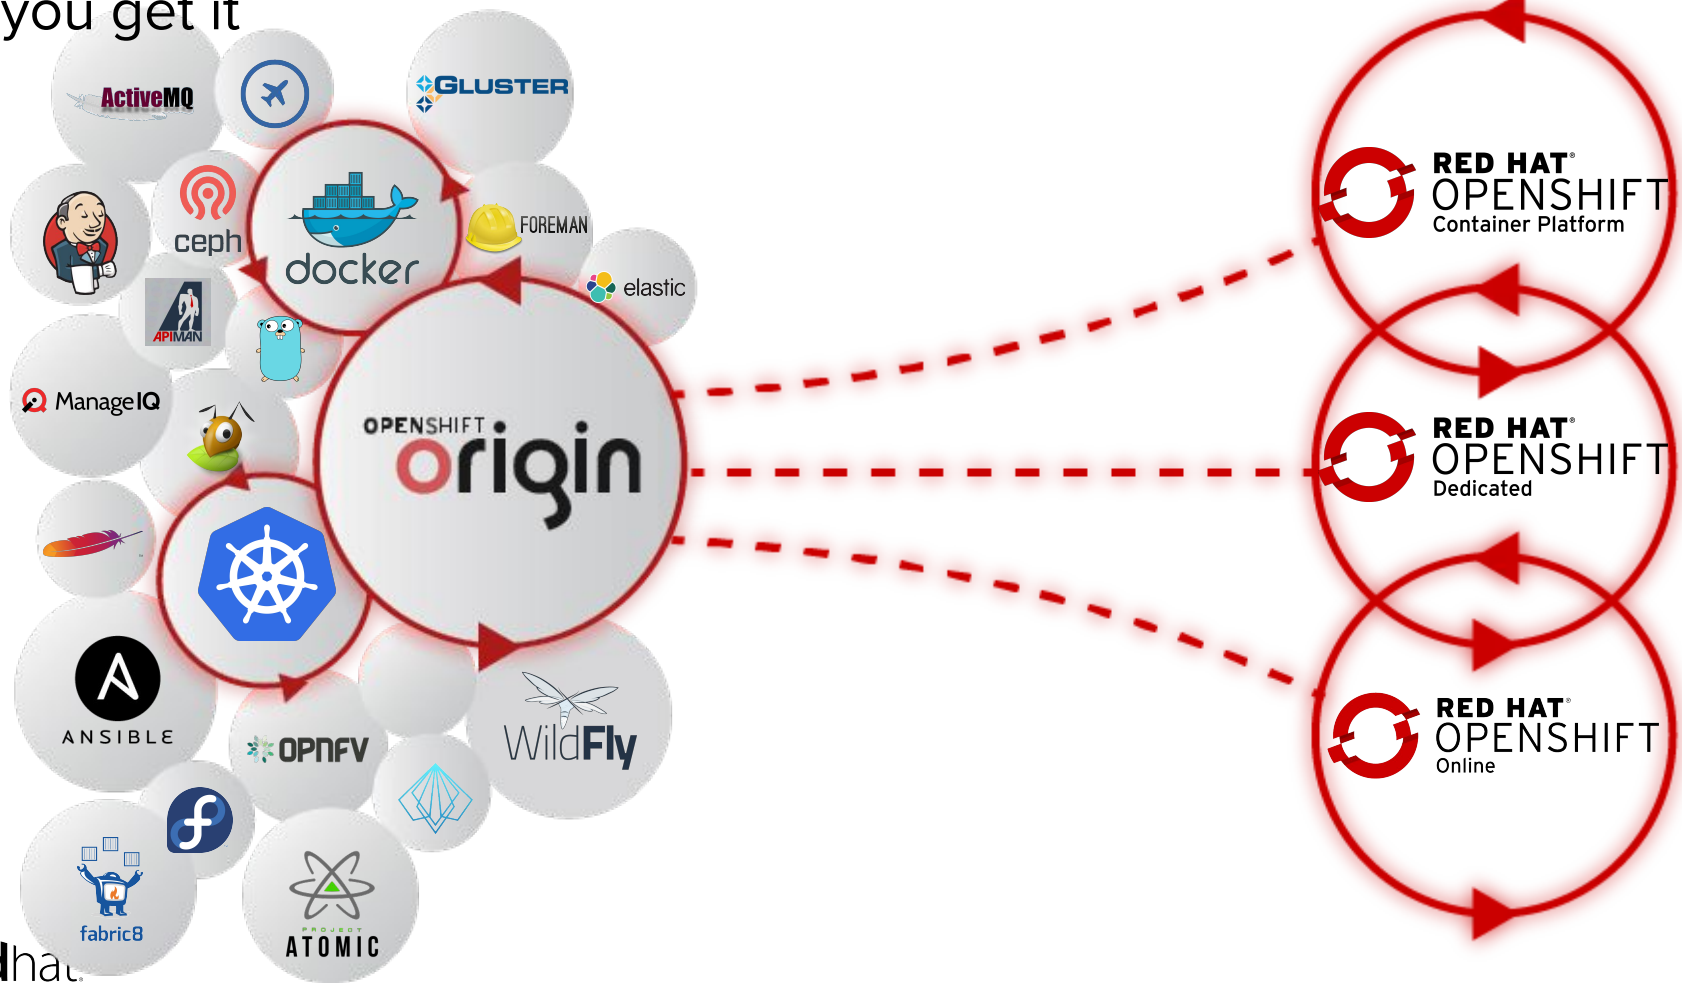 you get it
ActiveMQ
GLUSTER
ceph
docker
FOREMAN
elastic
APIMAN
ManageIQ
OPENSHIFT
origin
ANSIBLE
OPNFV
WildFly
fabric8
PROJECT
ATOMIC
hat.
RED HAT®
OPENSHIFT
Container Platform
RED HAT®
OPENSHIFT
Dedicated
RED HAT®
OPENSHIFT
Online